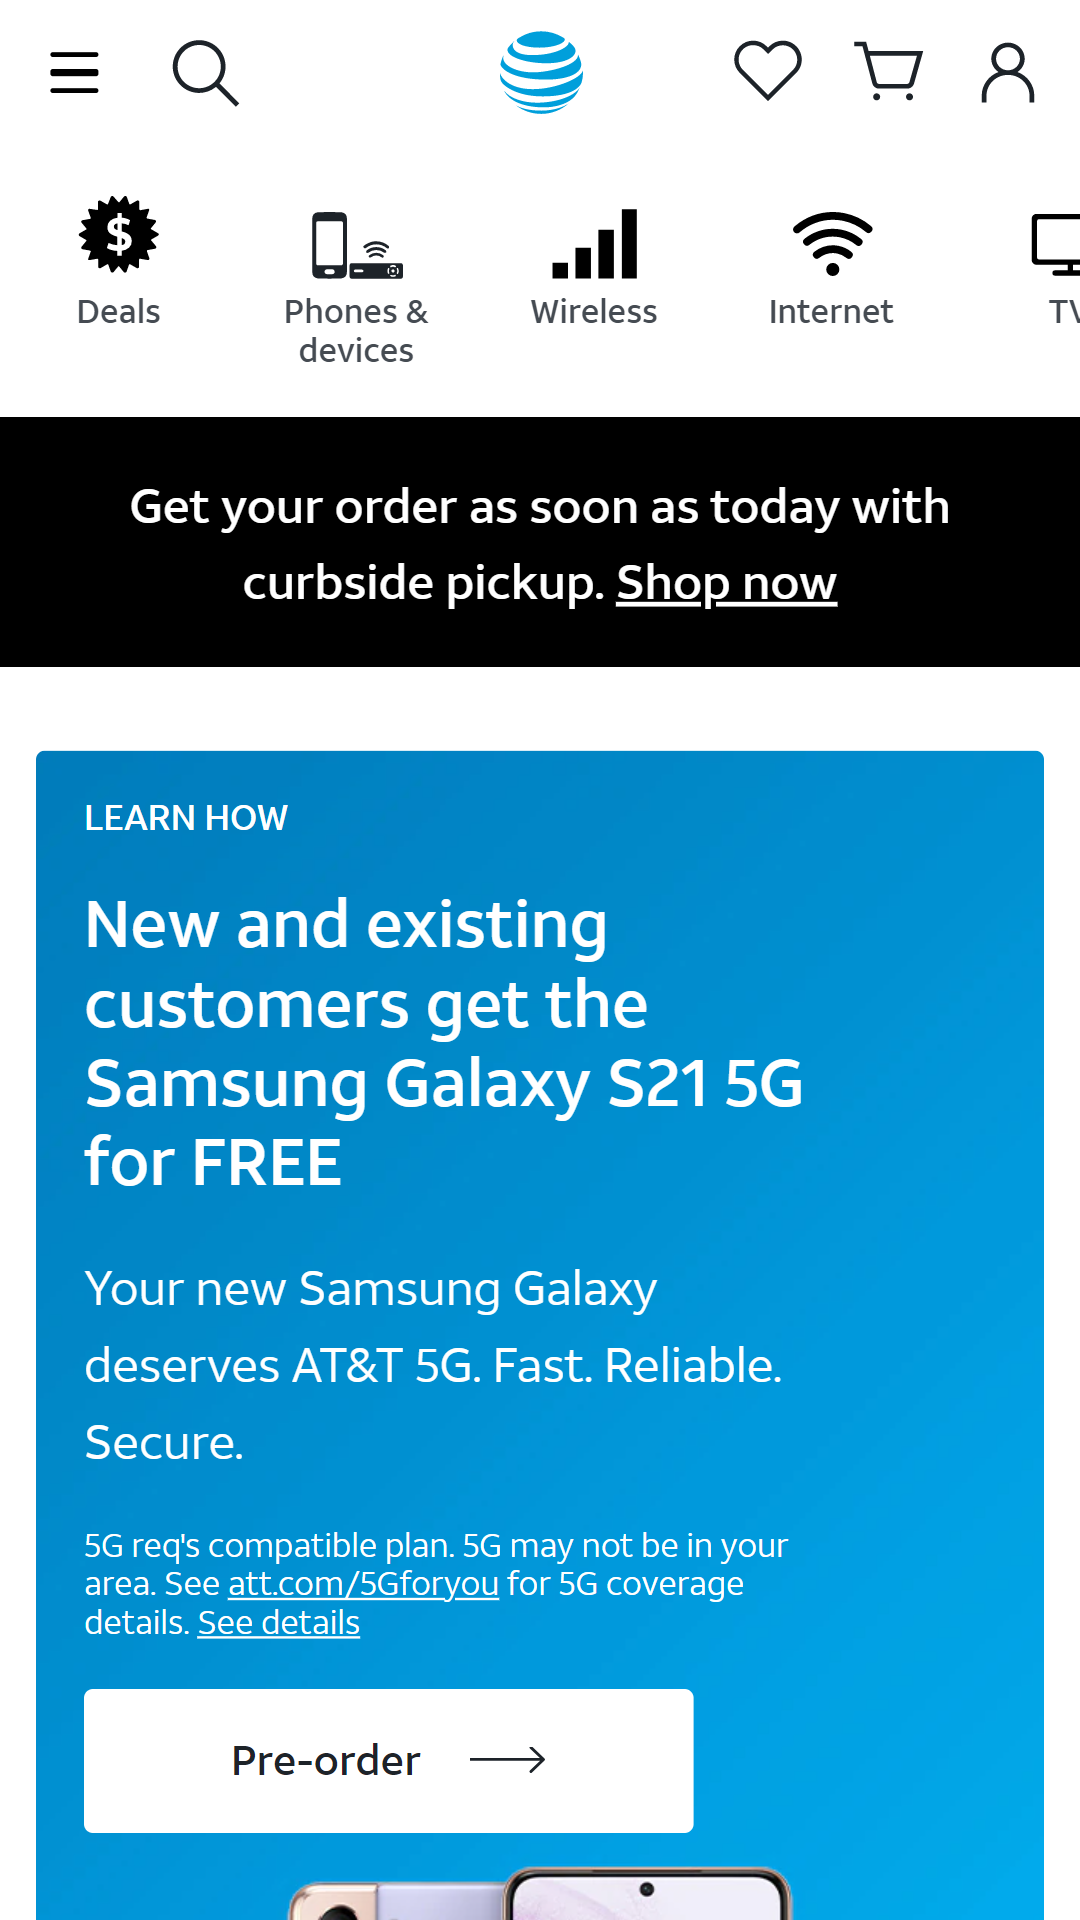 Deals
Phones &
devices
Wireless
Internet
Get your order as soon as today with
curbside pickup. Shop now
LEARN HOW
New and existing
customers get the
Samsung Galaxy S21 5G
for FREE
Your new Samsung Galaxy
deserves AT&T 5G. Fast. Reliable.
Secure.
5G req's compatible plan. 5G may not be in your
area. See att.com/5Gforyou for 5G coverage
details. See details
Pre-order